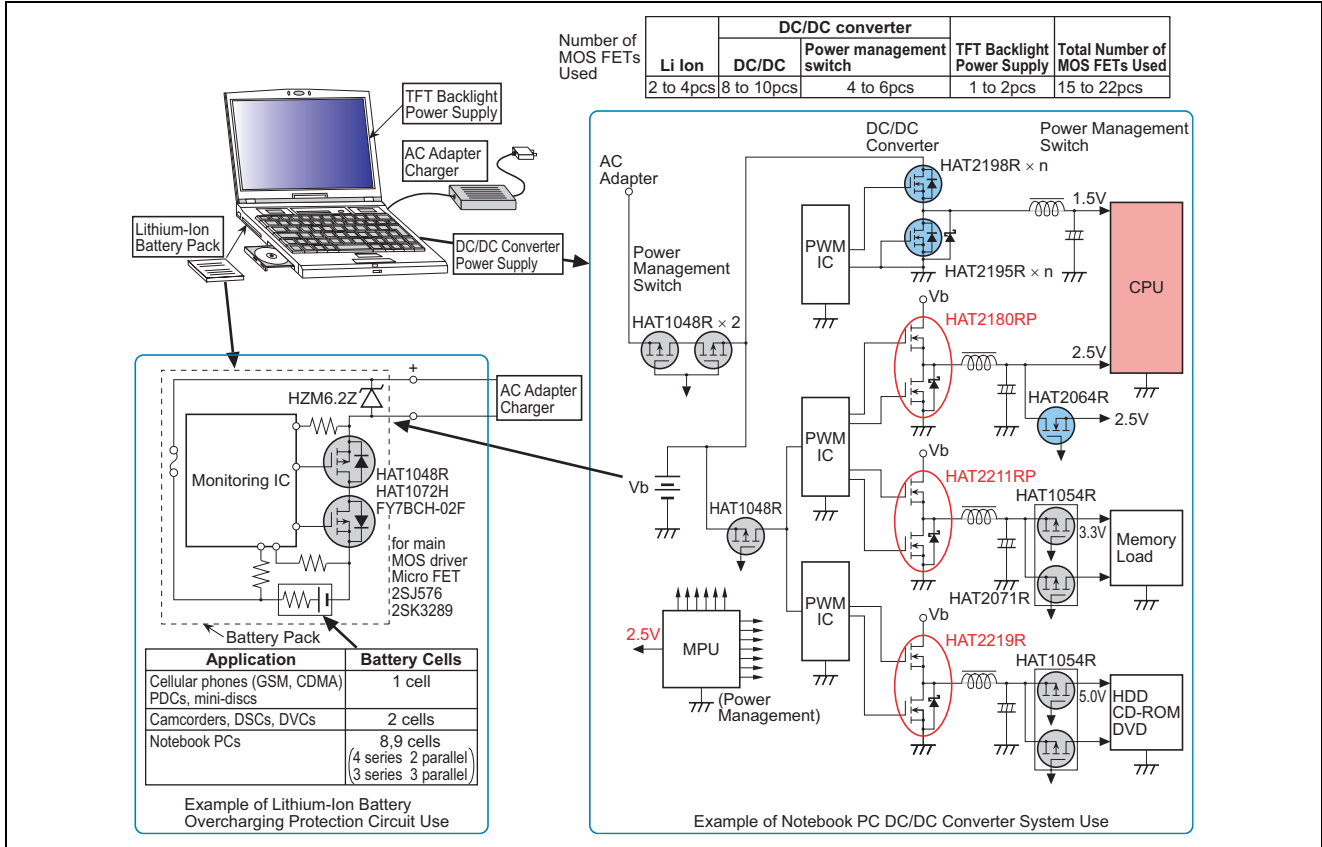 Number of
MOS FETs
Used
DC/DC converter
Li Ion
DC/DC
Power management
switch
TFT Backlight
Power Supply
Total Number of
MOS FETs Used
2 to 4pcs
8 to 10pcs
4 to 6pcs
1 to 2pcs
15 to 22pcs
TFT Backlight
Power Supply
AC Adapter
Charger
Lithium-Ion
Battery Pack
DC/DC Converter
Power Supply
DC/DC
Converter
Power Management
Switch
AC
Adapter
HAT2198R × n
1.5V
PWM
IC
Power
Management
Switch
HAT2195R × n
CPU
Vb
HAT2180RP
HAT1048R × 2
2.5V
HAT2064R
2.5V
PWM
IC
Vb
HAT2211RP
Vb
HAT1048R
HAT1054R
3.3V
Memory
Load
HAT2071R
PWM
IC
Vb
HAT2219R
2.5V
MPU
(Power
Management)
HAT1054R
5.0V
HDD
CD-ROM
DVD
Example of Notebook PC DC/DC Converter System Use
+
HZM6.2Z
AC Adapter
Charger
Monitoring IC
HAT1048R
HAT1072H
FY7BCH-02F
for main
MOS driver
Micro FET
2SJ576
2SK3289
Battery Pack
Application
Battery Cells
Cellular phones (GSM, CDMA)
PDCs, mini-discs
1 cell
Camcorders, DSCs, DVCs
2 cells
Notebook PCs
8,9 cells
(4 series 2 parallel
3 series 3 parallel)
Example of Lithium-Ion Battery
Overcharging Protection Circuit Use